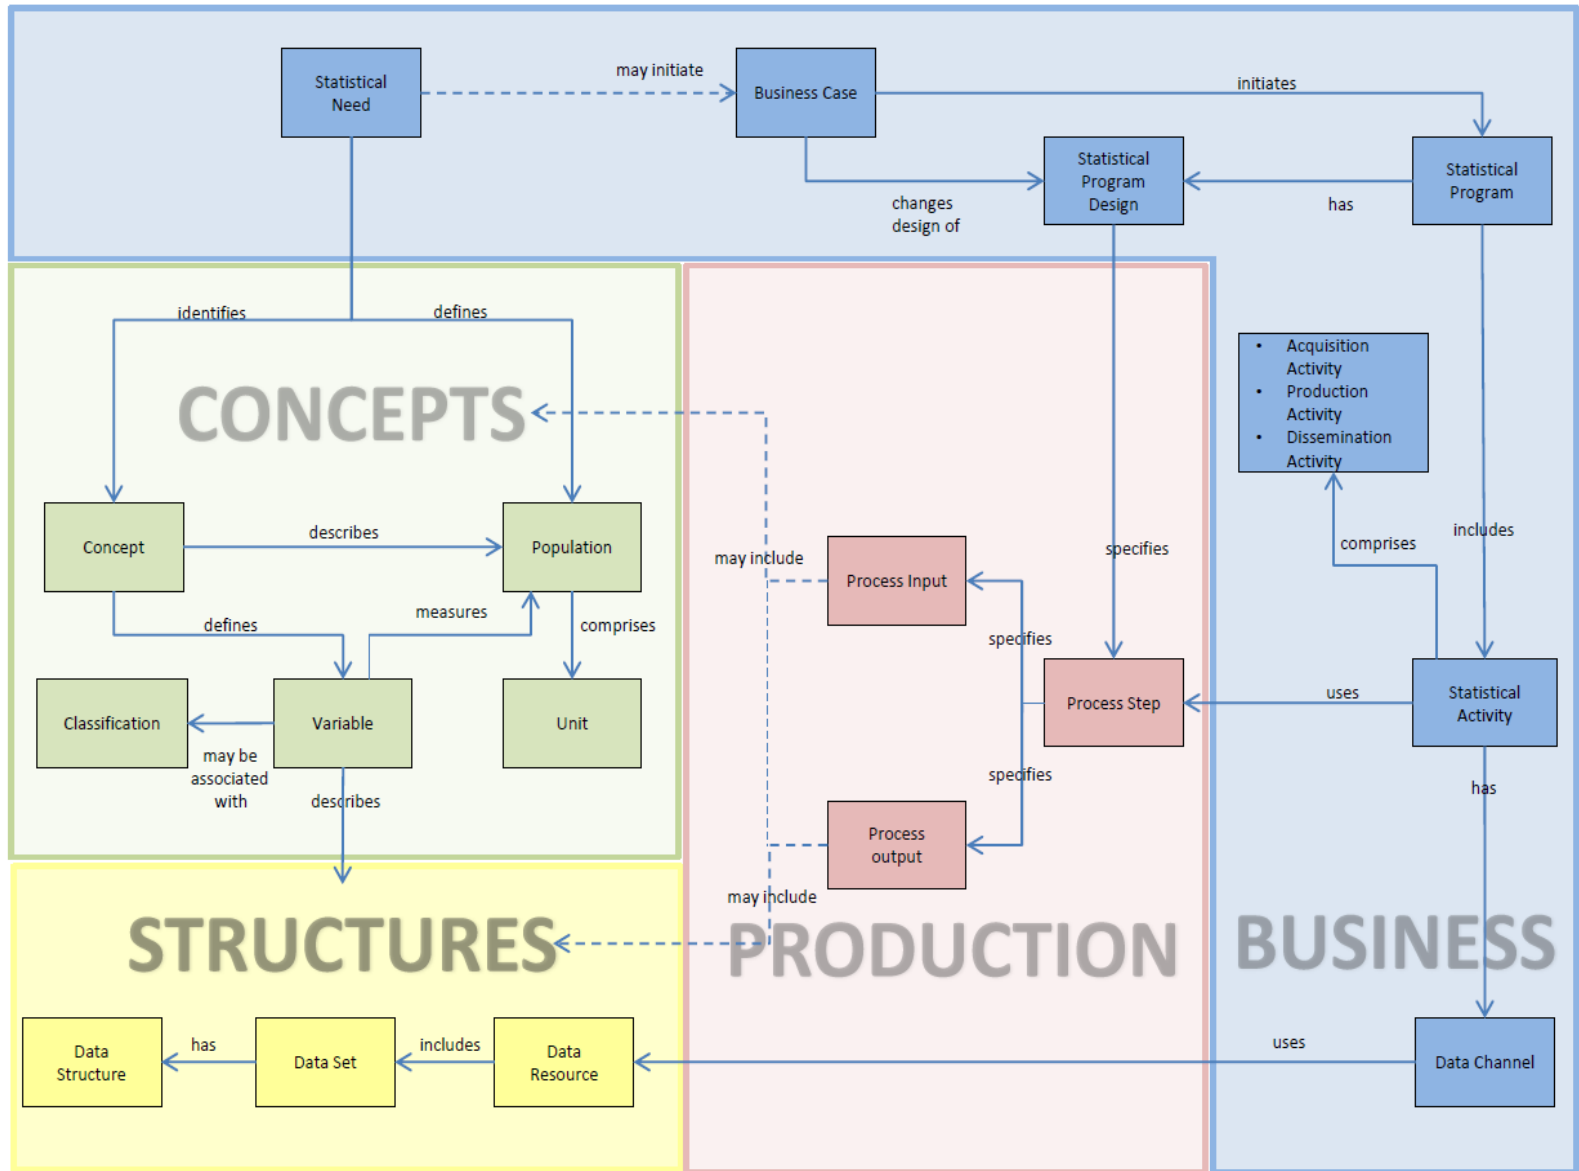 Statistical
Need
may initiate
Business Case
initiates
Statistical
Program
Design
Statistical
Program
changes
design of
has
identifies
defines
CONCEPTS
• Acquisition
Activity
• Production
Activity
• Dissemination
Activity
Concept
describes
Population
may include
Process Input
specifies
comprises
includes
defines
measures
comprises
specifies
Classification
Variable
Unit
Process Step
uses
Statistical
Activity
may be
associated
with
describes
specifies
has
Process
output
may include
STRUCTURES
PRODUCTION
BUSINESS
Data
Structure
has
Data Set
includes
Data
Resource
uses
Data Channel